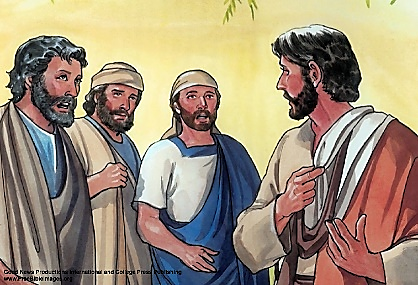 Good News Productions International and College Press Publishing
www.FreeBibleimages.org